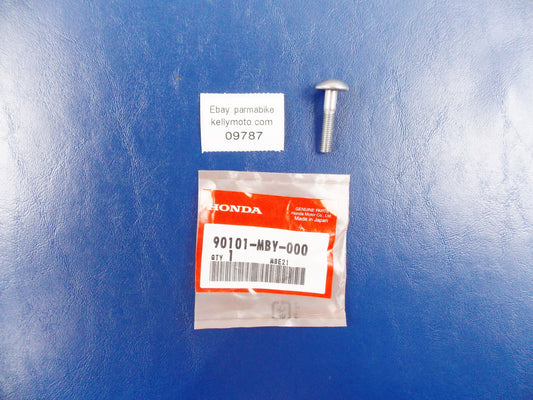 Ebay parmabike
kellymoto.com
09787
HONDA
GENUINE PARTS
Honda Motor Co., Ltd.
Made in Japan
90101-MBY-000
QTY 1 MBE21